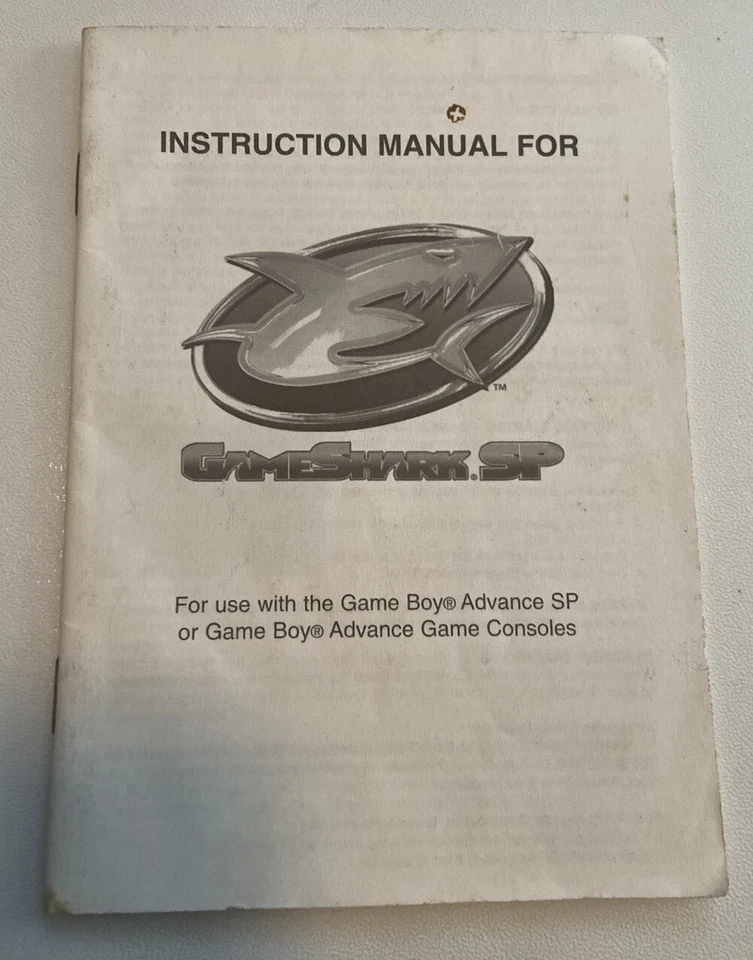 INSTRUCTION MANUAL FOR
™
GAMESHARK® SP
For use with the Game Boy® Advance SP
or Game Boy® Advance Game Consoles